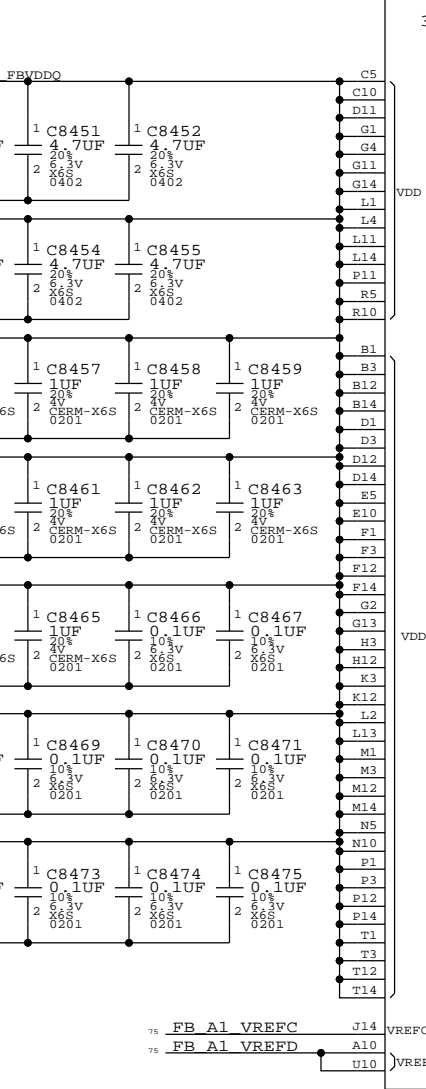 3
FBVDDQ
C5
C10
D11
G1
G4
G11
G14
L1
L4
L11
L14
P11
R5
R10
VDD
1 C8451
4.7UF
20%
6.3V
2 X6S
0402
1 C8452
4.7UF
20%
6.3V
2 X6S
0402
1 C8454
4.7UF
20%
6.3V
2 X6S
0402
1 C8455
4.7UF
20%
6.3V
2 X6S
0402
B1
B3
B12
B14
D1
D3
D12
D14
E5
E10
F1
F3
F12
F14
G2
G13
H3
H12
K3
K12
L2
L13
M1
M3
M12
M14
N5
N10
P1
P3
P12
P14
T1
T3
T12
T14
VDD
1 C8457
1UF
20%
4V
2 CERM-X6S
0201
1 C8458
1UF
20%
4V
2 CERM-X6S
0201
1 C8459
1UF
20%
4V
2 CERM-X6S
0201
6S
1 C8461
1UF
20%
4V
2 CERM-X6S
0201
1 C8462
1UF
20%
4V
2 CERM-X6S
0201
1 C8463
1UF
20%
4V
2 CERM-X6S
0201
6S
1 C8465
1UF
20%
4V
2 CERM-X6S
0201
1 C8466
0.1UF
10%
6.3V
2 X6S
0201
1 C8467
0.1UF
10%
6.3V
2 X6S
0201
6S
1 C8469
0.1UF
10%
6.3V
2 X6S
0201
1 C8470
0.1UF
10%
6.3V
2 X6S
0201
1 C8471
0.1UF
10%
6.3V
2 X6S
0201
1 C8473
0.1UF
10%
6.3V
2 X6S
0201
1 C8474
0.1UF
10%
6.3V
2 X6S
0201
1 C8475
0.1UF
10%
6.3V
2 X6S
0201
75 FB_A1_VREFC J14 VREFC
75 FB_A1_VREFD A10
U10 VREF